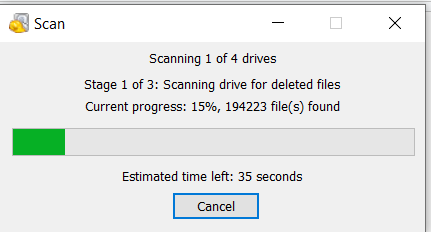 Scan
Scanning 1 of 4 drives
Stage 1 of 3: Scanning drive for deleted files
Current progress: 15%, 194223 file(s) found
Estimated time left: 35 seconds
Cancel